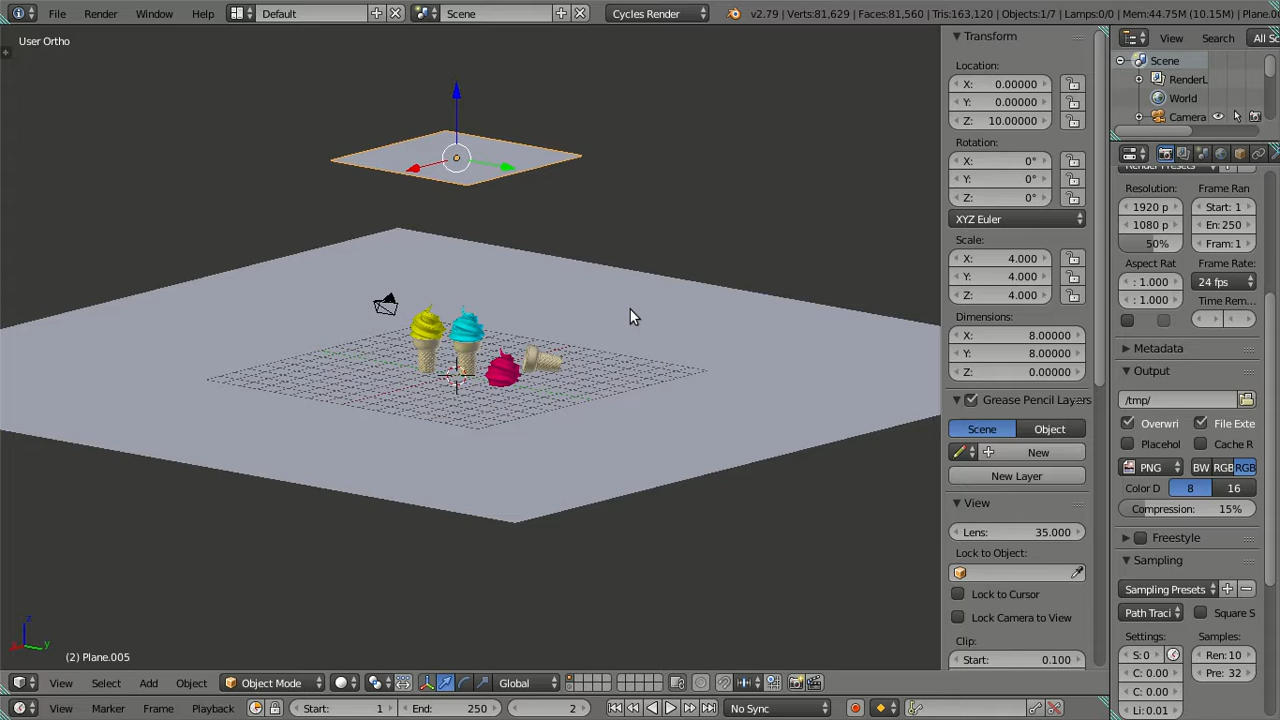 File Render Window Help Default Scene Cycles Render v2.79 | Verts:81,629 | Faces:81,560 | Tris:163,120 | Objects:1/7 | Lamps:0/0 | Mem:44.75M (10.15M) | Plane.005
User Ortho
Transform
Location:
X: 0.00000
Y: 0.00000
Z: 10.00000
Rotation:
X: 0°
Y: 0°
Z: 0°
XYZ Euler
Scale:
X: 4.000
Y: 4.000
Z: 4.000
Dimensions:
X: 8.00000
Y: 8.00000
Z: 0.00000
Grease Pencil Layers
Scene Object
New
New Layer
View
Lens: 35.000
Lock to Object:
Lock to Cursor
Lock Camera to View
Clip:
Start: 0.100
View Search All Sc
Scene
RenderL
World
Camera
Render Presets
Resolution: Frame Ran
1920 p Start: 1
1080 p En: 250
50% Fram: 1
Aspect Rat Frame Rate:
: 1.000 24 fps
: 1.000 Time Rem...
Metadata
Output
/tmp/
Overwri File Exte
Placehol Cache R
PNG BW RGB RGB
Color D 8 16
Compression: 15%
Freestyle
Sampling
Sampling Presets
Path Traci Square S
Settings: Samples:
S: 0 Ren: 10
C: 0.00 Pre: 32
C: 0.00
Li: 0.01
z
x y
(2) Plane.005
View Select Add Object Object Mode Global
View Marker Frame Playback Start: 1 End: 250 2 No Sync